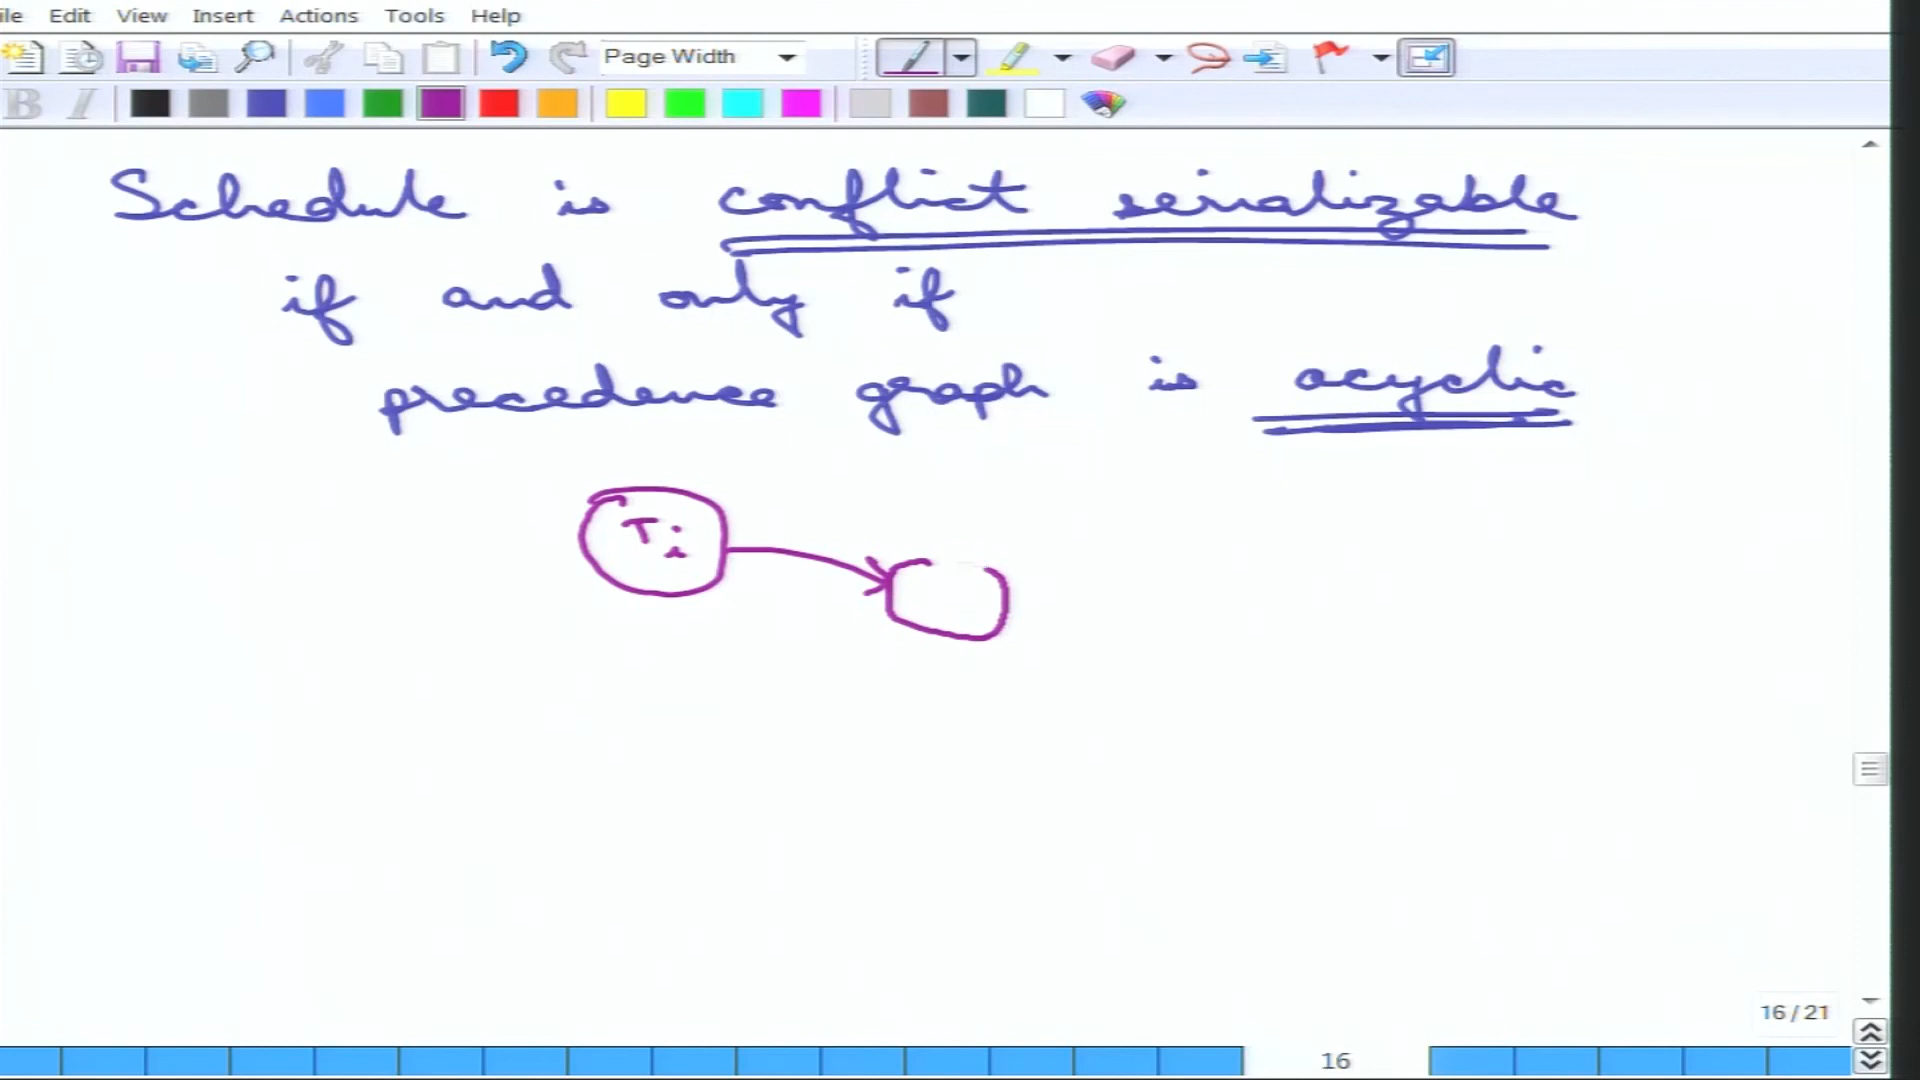 ile Edit View Insert Actions Tools Help
Page Width
B I
Schedule is conflict serializable
if and only if
precedence graph is acyclic
Ti
16 / 21
16